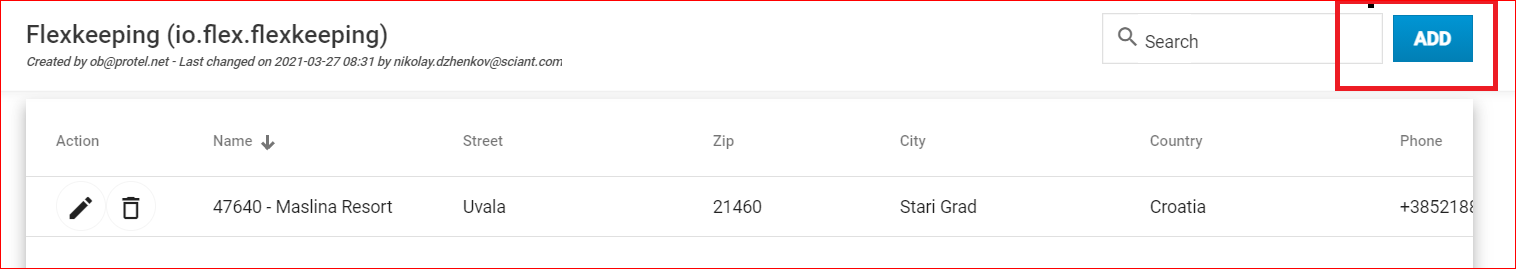 Flexkeeping (io.flex.flexkeeping)
Created by ob@protel.net - Last changed on 2021-03-27 08:31 by nikolay.dzhenkov@sciant.com
Search
ADD
Action Name Street Zip City Country Phone
47640 - Maslina Resort Uvala 21460 Stari Grad Croatia +3852188